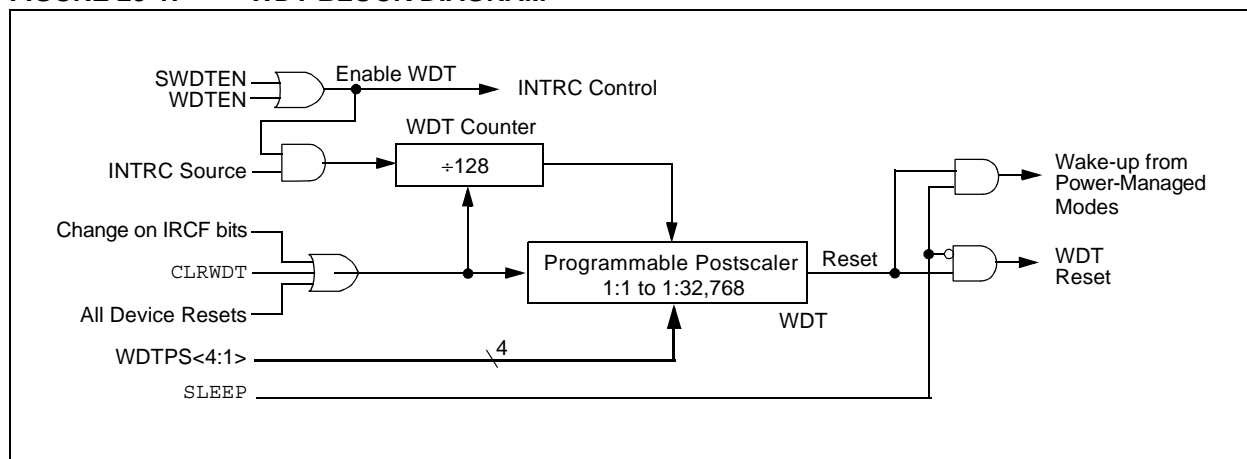 SWDTEN
WDTEN
Enable WDT
INTRC Control
WDT Counter
÷128
INTRC Source
Wake-up from
Power-Managed
Modes
Change on IRCF bits
CLRWDT
All Device Resets
Programmable Postscaler
1:1 to 1:32,768
Reset
WDT
Reset
WDT
WDTPS<4:1>
4
SLEEP